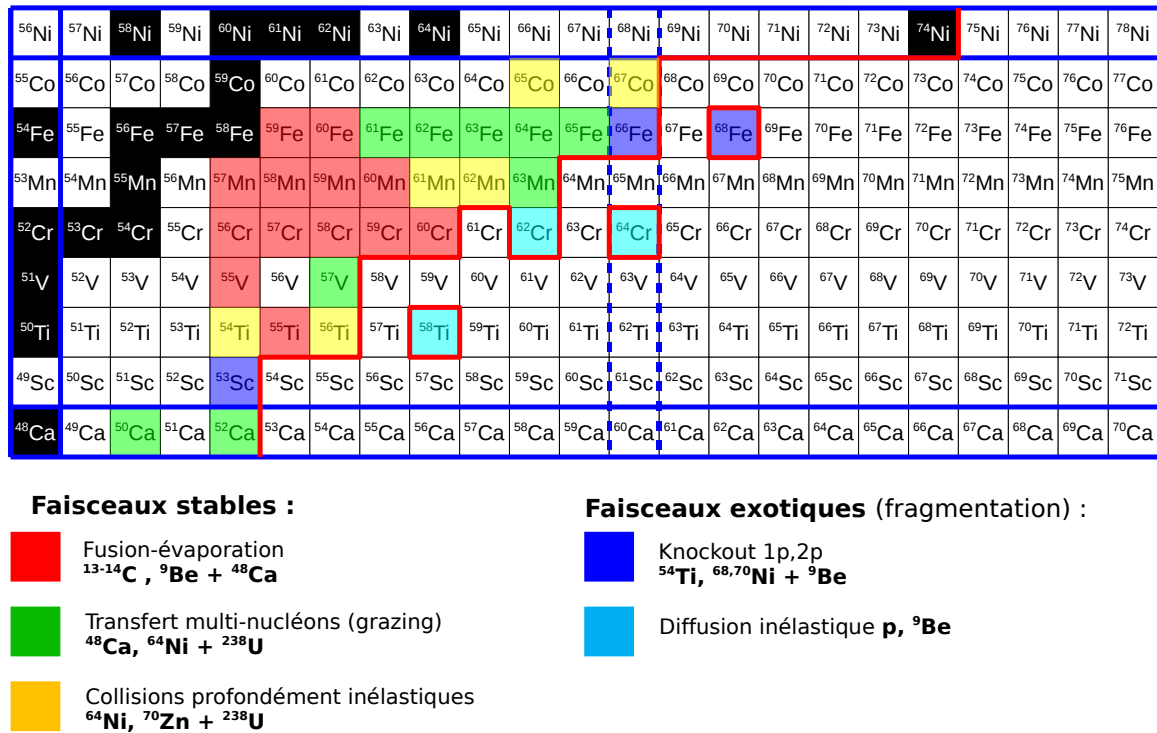 ⁵⁶Ni ⁵⁷Ni ⁵⁸Ni ⁵⁹Ni ⁶⁰Ni ⁶¹Ni ⁶²Ni ⁶³Ni ⁶⁴Ni ⁶⁵Ni ⁶⁶Ni ⁶⁷Ni ⁶⁸Ni ⁶⁹Ni ⁷⁰Ni ⁷¹Ni ⁷²Ni ⁷³Ni ⁷⁴Ni ⁷⁵Ni ⁷⁶Ni ⁷⁷Ni ⁷⁸Ni
⁵⁵Co ⁵⁶Co ⁵⁷Co ⁵⁸Co ⁵⁹Co ⁶⁰Co ⁶¹Co ⁶²Co ⁶³Co ⁶⁴Co ⁶⁵Co ⁶⁶Co ⁶⁷Co ⁶⁸Co ⁶⁹Co ⁷⁰Co ⁷¹Co ⁷²Co ⁷³Co ⁷⁴Co ⁷⁵Co ⁷⁶Co ⁷⁷Co
⁵⁴Fe ⁵⁵Fe ⁵⁶Fe ⁵⁷Fe ⁵⁸Fe ⁵⁹Fe ⁶⁰Fe ⁶¹Fe ⁶²Fe ⁶³Fe ⁶⁴Fe ⁶⁵Fe ⁶⁶Fe ⁶⁷Fe ⁶⁸Fe ⁶⁹Fe ⁷⁰Fe ⁷¹Fe ⁷²Fe ⁷³Fe ⁷⁴Fe ⁷⁵Fe ⁷⁶Fe
⁵³Mn ⁵⁴Mn ⁵⁵Mn ⁵⁶Mn ⁵⁷Mn ⁵⁸Mn ⁵⁹Mn ⁶⁰Mn ⁶¹Mn ⁶²Mn ⁶³Mn ⁶⁴Mn ⁶⁵Mn ⁶⁶Mn ⁶⁷Mn ⁶⁸Mn ⁶⁹Mn ⁷⁰Mn ⁷¹Mn ⁷²Mn ⁷³Mn ⁷⁴Mn ⁷⁵Mn
⁵²Cr ⁵³Cr ⁵⁴Cr ⁵⁵Cr ⁵⁶Cr ⁵⁷Cr ⁵⁸Cr ⁵⁹Cr ⁶⁰Cr ⁶¹Cr ⁶²Cr ⁶³Cr ⁶⁴Cr ⁶⁵Cr ⁶⁶Cr ⁶⁷Cr ⁶⁸Cr ⁶⁹Cr ⁷⁰Cr ⁷¹Cr ⁷²Cr ⁷³Cr ⁷⁴Cr
⁵¹V ⁵²V ⁵³V ⁵⁴V ⁵⁵V ⁵⁶V ⁵⁷V ⁵⁸V ⁵⁹V ⁶⁰V ⁶¹V ⁶²V ⁶³V ⁶⁴V ⁶⁵V ⁶⁶V ⁶⁷V ⁶⁸V ⁶⁹V ⁷⁰V ⁷¹V ⁷²V ⁷³V
⁵⁰Ti ⁵¹Ti ⁵²Ti ⁵³Ti ⁵⁴Ti ⁵⁵Ti ⁵⁶Ti ⁵⁷Ti ⁵⁸Ti ⁵⁹Ti ⁶⁰Ti ⁶¹Ti ⁶²Ti ⁶³Ti ⁶⁴Ti ⁶⁵Ti ⁶⁶Ti ⁶⁷Ti ⁶⁸Ti ⁶⁹Ti ⁷⁰Ti ⁷¹Ti ⁷²Ti
⁴⁹Sc ⁵⁰Sc ⁵¹Sc ⁵²Sc ⁵³Sc ⁵⁴Sc ⁵⁵Sc ⁵⁶Sc ⁵⁷Sc ⁵⁸Sc ⁵⁹Sc ⁶⁰Sc ⁶¹Sc ⁶²Sc ⁶³Sc ⁶⁴Sc ⁶⁵Sc ⁶⁶Sc ⁶⁷Sc ⁶⁸Sc ⁶⁹Sc ⁷⁰Sc ⁷¹Sc
⁴⁸Ca ⁴⁹Ca ⁵⁰Ca ⁵¹Ca ⁵²Ca ⁵³Ca ⁵⁴Ca ⁵⁵Ca ⁵⁶Ca ⁵⁷Ca ⁵⁸Ca ⁵⁹Ca ⁶⁰Ca ⁶¹Ca ⁶²Ca ⁶³Ca ⁶⁴Ca ⁶⁵Ca ⁶⁶Ca ⁶⁷Ca ⁶⁸Ca ⁶⁹Ca ⁷⁰Ca
Faisceaux stables :
Fusion-évaporation
¹³⁻¹⁴C , ⁹Be + ⁴⁸Ca
Transfert multi-nucléons (grazing)
⁴⁸Ca, ⁶⁴Ni + ²³⁸U
Collisions profondément inélastiques
⁶⁴Ni, ⁷⁰Zn + ²³⁸U
Faisceaux exotiques (fragmentation) :
Knockout 1p,2p
⁵⁴Ti, ⁶⁸,⁷⁰Ni + ⁹Be
Diffusion inélastique p, ⁹Be